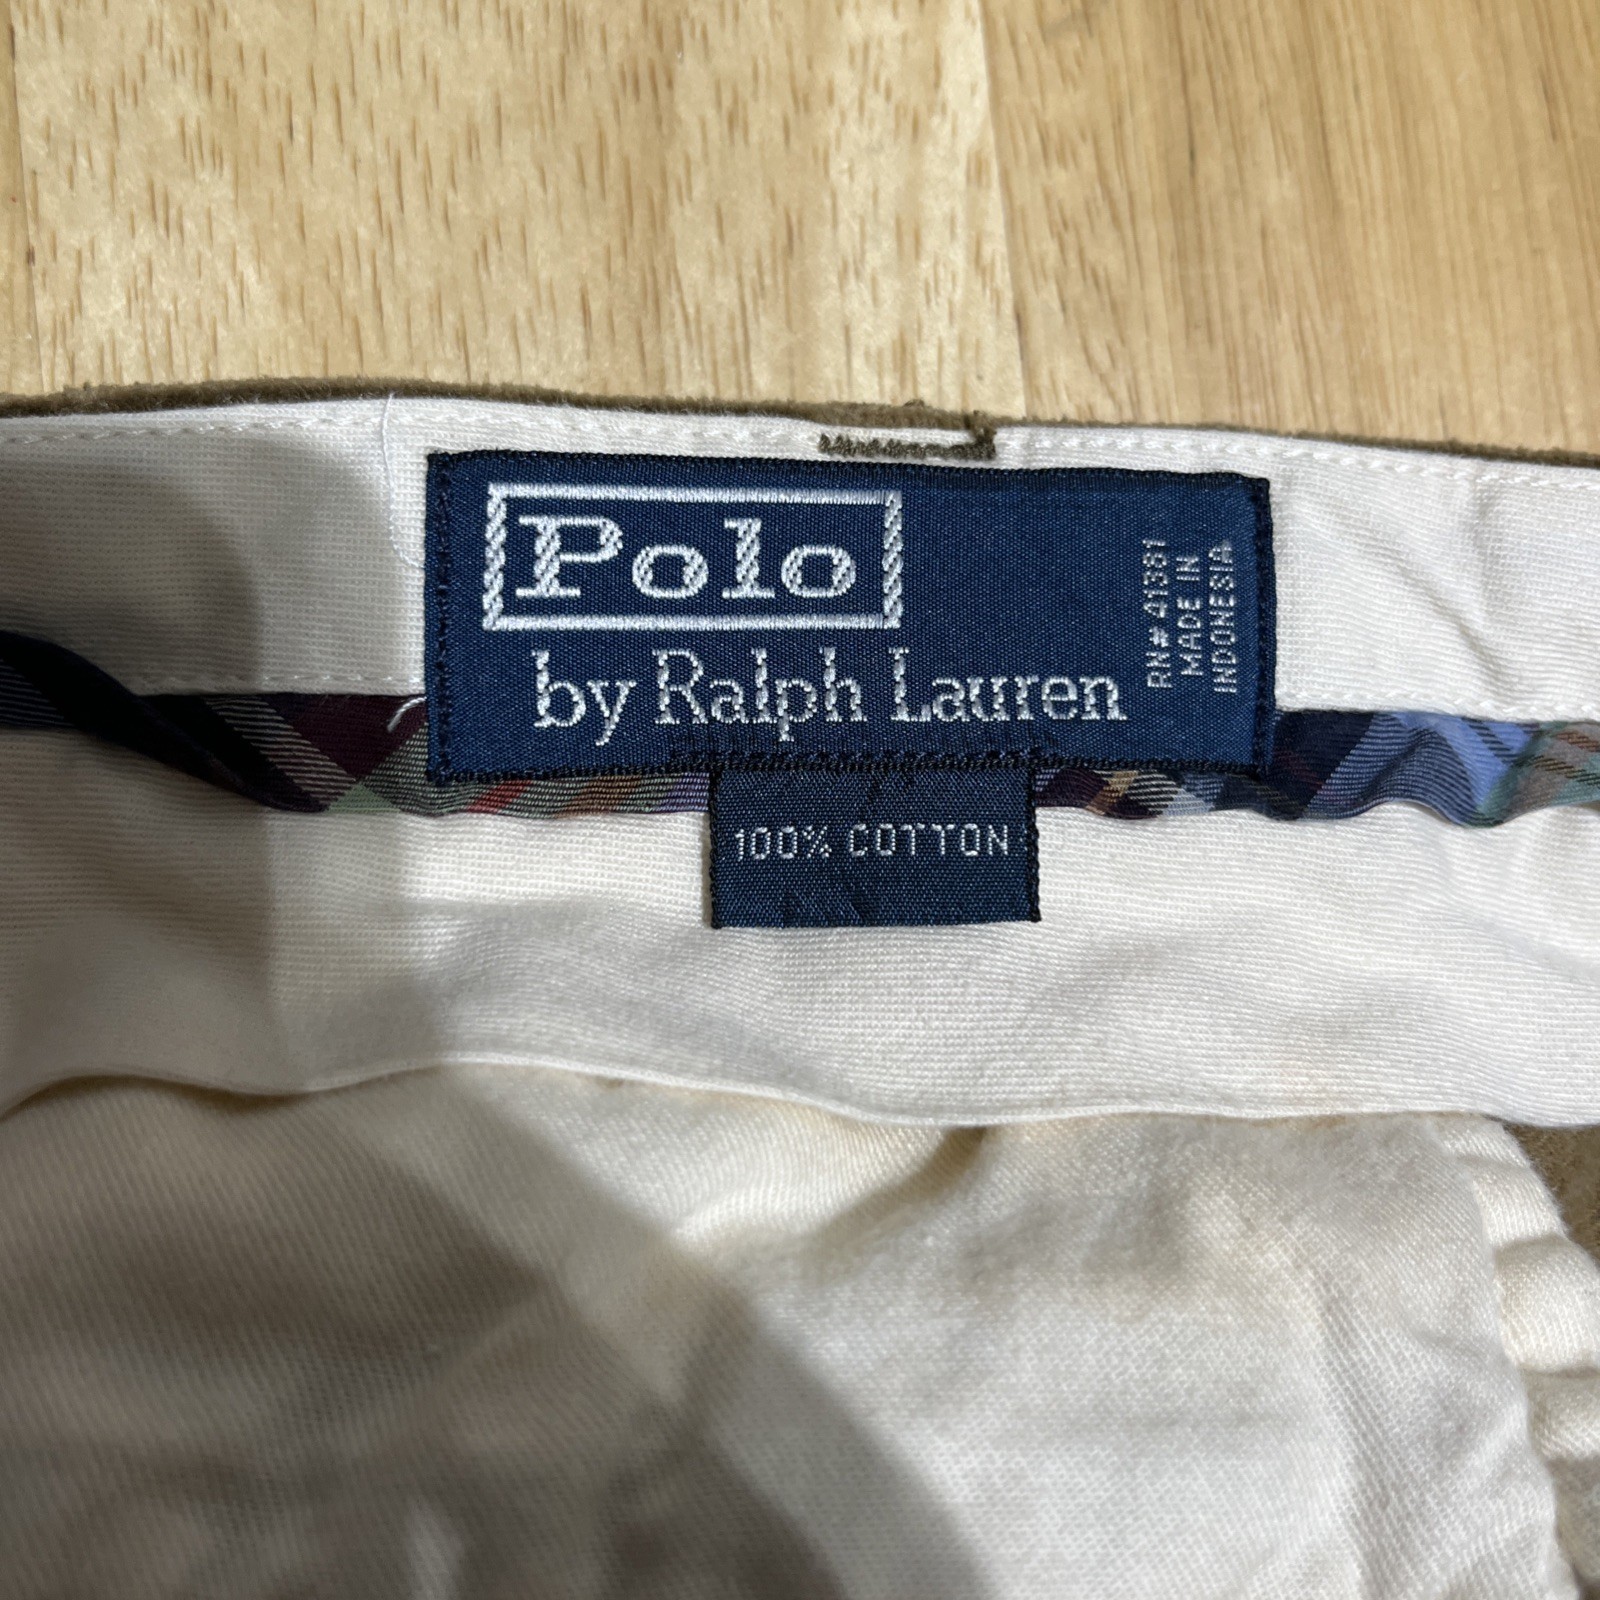 Polo
by Ralph Lauren
RN# 41381
MADE IN
INDONESIA
100% COTTON